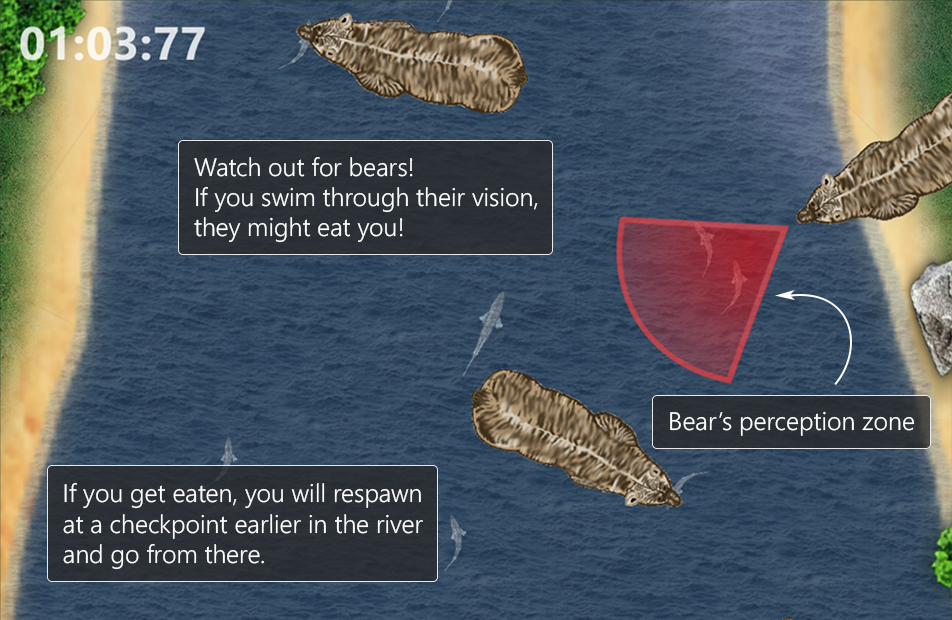 01:03:77
Watch out for bears!
If you swim through their vision,
they might eat you!
Bear’s perception zone
If you get eaten, you will respawn
at a checkpoint earlier in the river
and go from there.